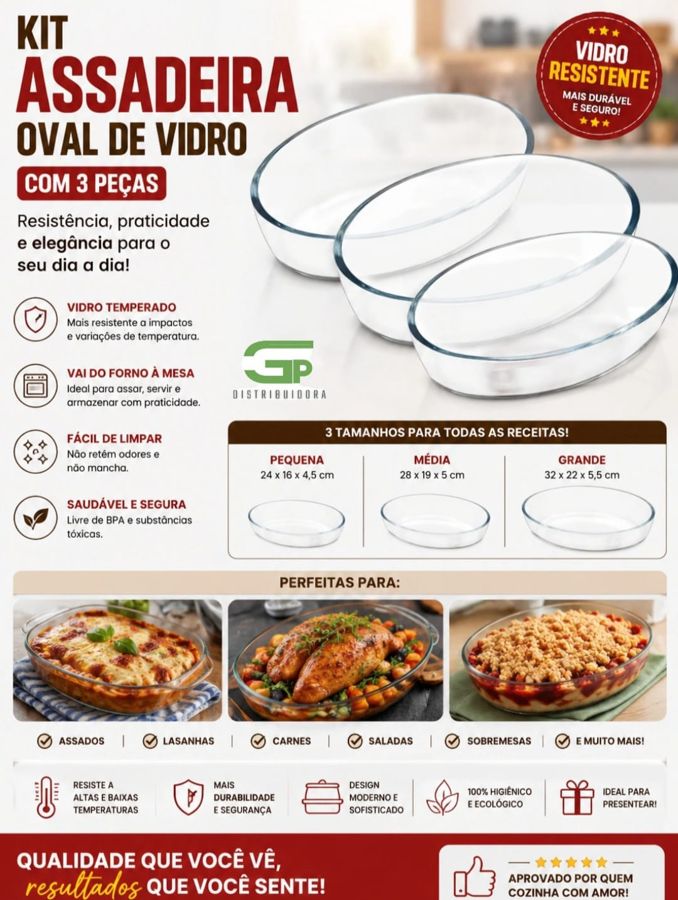 KIT
ASSADEIRA
OVAL DE VIDRO
COM 3 PEÇAS
Resistência, praticidade
e elegância para o
seu dia a dia!
VIDRO
RESISTENTE
MAIS DURÁVEL
E SEGURO!
VIDRO TEMPERADO
Mais resistente a impactos
e variações de temperatura.
VAI DO FORNO À MESA
Ideal para assar, servir e
armazenar com praticidade.
FÁCIL DE LIMPAR
Não retém odores e
não mancha.
SAUDÁVEL E SEGURA
Livre de BPA e substâncias
tóxicas.
GP
DISTRIBUIDORA
3 TAMANHOS PARA TODAS AS RECEITAS!
PEQUENA
24 x 16 x 4,5 cm
MÉDIA
28 x 19 x 5 cm
GRANDE
32 x 22 x 5,5 cm
PERFEITAS PARA:
ASSADOS | LASANHAS | CARNES | SALADAS | SOBREMESAS | E MUITO MAIS!
RESISTE A
ALTAS E BAIXAS
TEMPERATURAS
MAIS
DURABILIDADE
E SEGURANÇA
DESIGN
MODERNO E
SOFISTICADO
100% HIGIÊNICO
E ECOLÓGICO
IDEAL PARA
PRESENTEAR!
QUALIDADE QUE VOCÊ VÊ,
resultados QUE VOCÊ SENTE!
APROVADO POR QUEM
COZINHA COM AMOR!